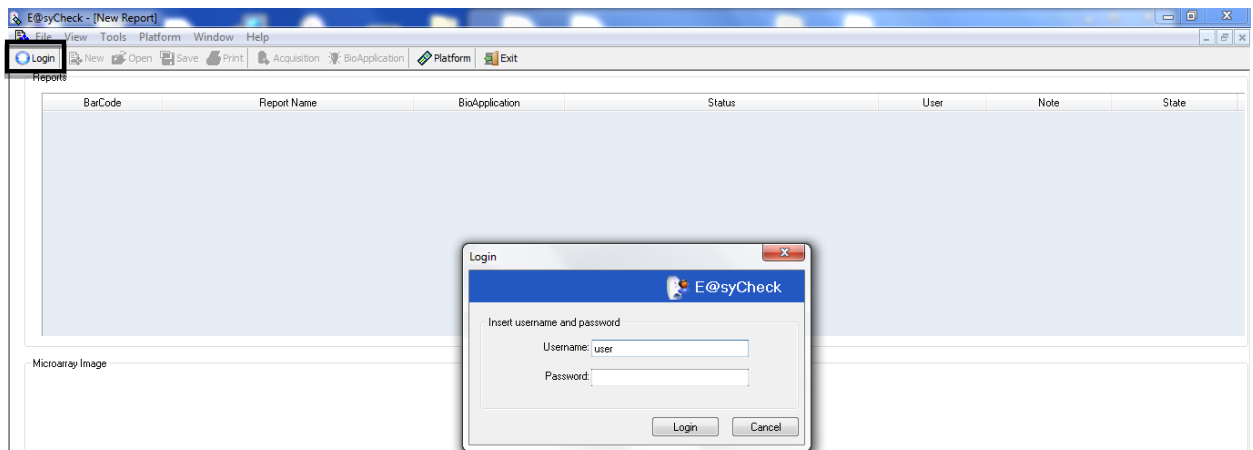 E@syCheck - [New Report]
File View Tools Platform Window Help
Login New Open Save Print Acquisition BioApplication Platform Exit
Reports
BarCode Report Name BioApplication Status User Note State
Login
E@syCheck
Insert username and password
Username: user
Password:
Login Cancel
Microarray Image